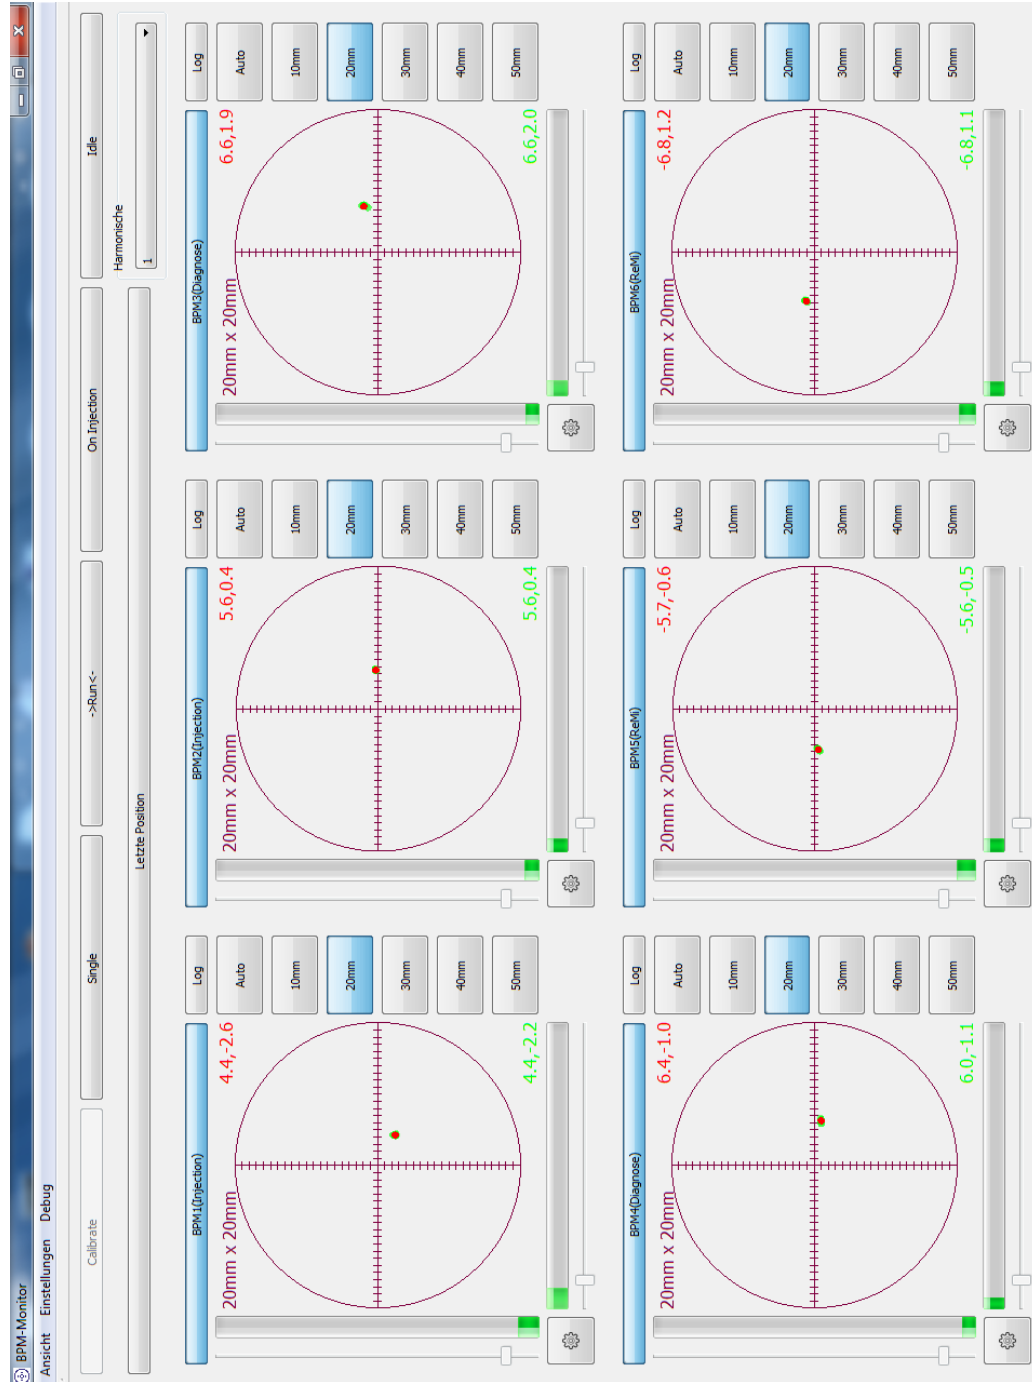 BPM-Monitor
Ansicht Einstellungen Debug
Calibrate Single ->Run<- On Injection Idle
Harmonische
Letzte Position 1
BPM1(Injection) Log
20mm x 20mm 4.4,-2.6
4.4,-2.2
Auto
10mm
20mm
30mm
40mm
50mm
BPM2(Injection) Log
20mm x 20mm 5.6,0.4
5.6,0.4
Auto
10mm
20mm
30mm
40mm
50mm
BPM3(Diagnose) Log
20mm x 20mm 6.6,1.9
6.6,2.0
Auto
10mm
20mm
30mm
40mm
50mm
BPM4(Diagnose) Log
20mm x 20mm 6.4,-1.0
6.0,-1.1
Auto
10mm
20mm
30mm
40mm
50mm
BPM5(ReMi) Log
20mm x 20mm -5.7,-0.6
-5.6,-0.5
Auto
10mm
20mm
30mm
40mm
50mm
BPM6(ReMi) Log
20mm x 20mm -6.8,1.2
-6.8,1.1
Auto
10mm
20mm
30mm
40mm
50mm